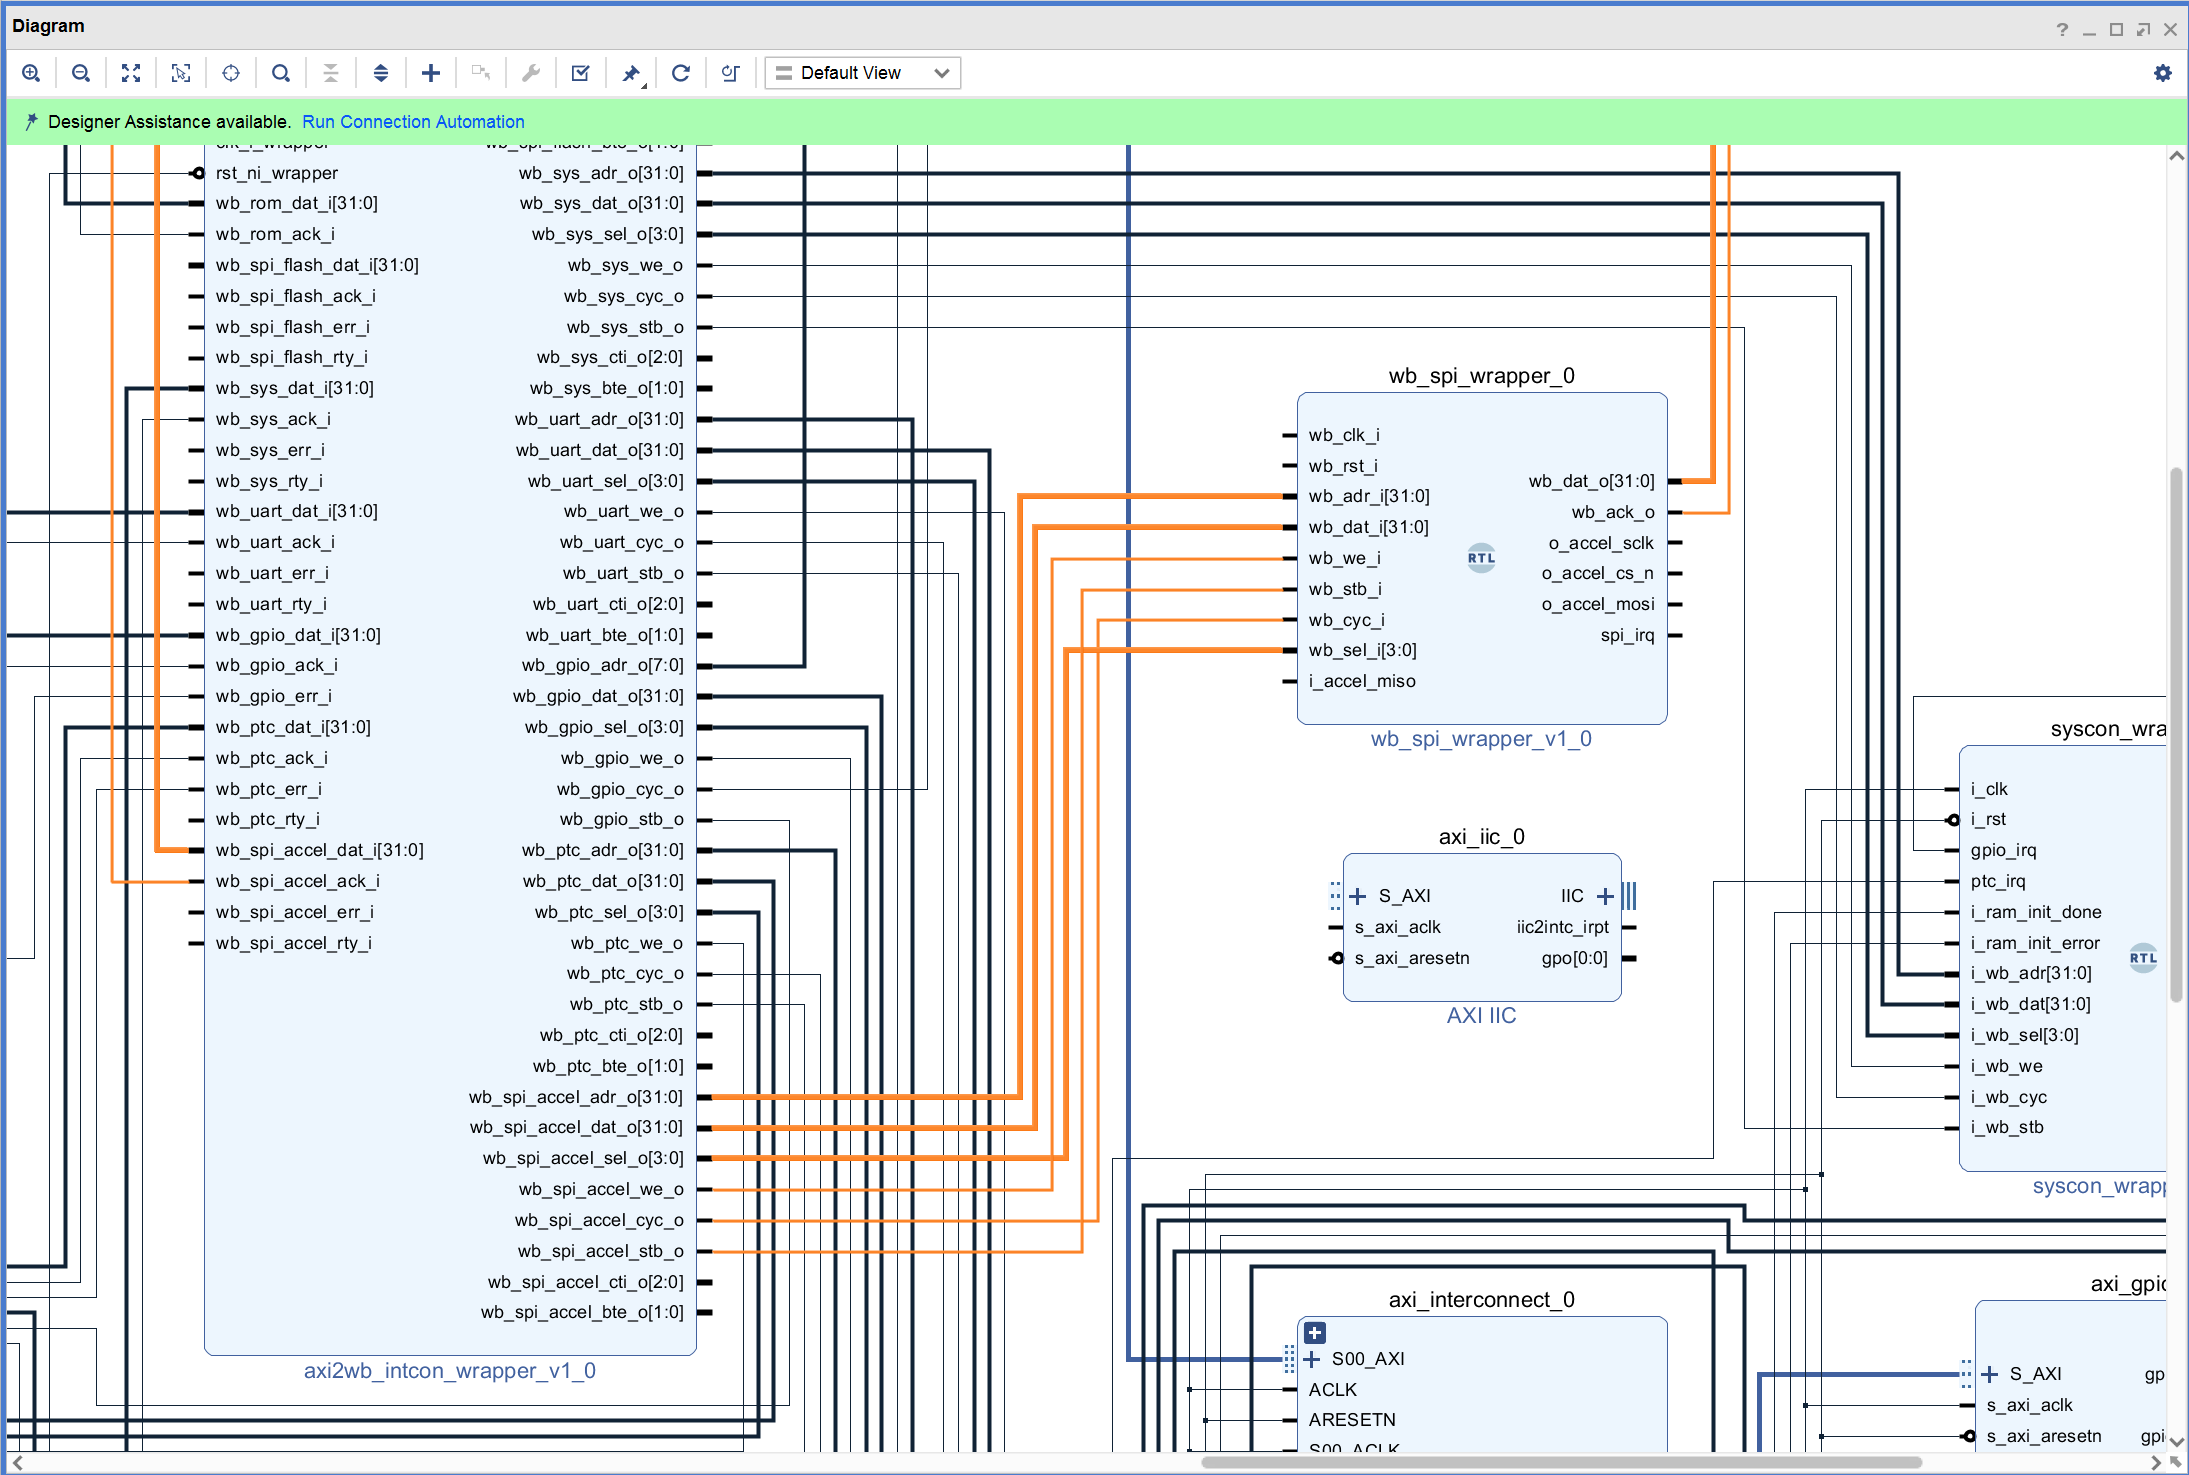 Diagram
Default View
Designer Assistance available. Run Connection Automation
clk_i_wrapper
rst_ni_wrapper
wb_rom_dat_i[31:0]
wb_rom_ack_i
wb_spi_flash_dat_i[31:0]
wb_spi_flash_ack_i
wb_spi_flash_err_i
wb_spi_flash_rty_i
wb_sys_dat_i[31:0]
wb_sys_ack_i
wb_sys_err_i
wb_sys_rty_i
wb_uart_dat_i[31:0]
wb_uart_ack_i
wb_uart_err_i
wb_uart_rty_i
wb_gpio_dat_i[31:0]
wb_gpio_ack_i
wb_gpio_err_i
wb_ptc_dat_i[31:0]
wb_ptc_ack_i
wb_ptc_err_i
wb_ptc_rty_i
wb_spi_accel_dat_i[31:0]
wb_spi_accel_ack_i
wb_spi_accel_err_i
wb_spi_accel_rty_i
wb_spi_flash_bte_o[1:0]
wb_sys_adr_o[31:0]
wb_sys_dat_o[31:0]
wb_sys_sel_o[3:0]
wb_sys_we_o
wb_sys_cyc_o
wb_sys_stb_o
wb_sys_cti_o[2:0]
wb_sys_bte_o[1:0]
wb_uart_adr_o[31:0]
wb_uart_dat_o[31:0]
wb_uart_sel_o[3:0]
wb_uart_we_o
wb_uart_cyc_o
wb_uart_stb_o
wb_uart_cti_o[2:0]
wb_uart_bte_o[1:0]
wb_gpio_adr_o[7:0]
wb_gpio_dat_o[31:0]
wb_gpio_sel_o[3:0]
wb_gpio_we_o
wb_gpio_cyc_o
wb_gpio_stb_o
wb_ptc_adr_o[31:0]
wb_ptc_dat_o[31:0]
wb_ptc_sel_o[3:0]
wb_ptc_we_o
wb_ptc_cyc_o
wb_ptc_stb_o
wb_ptc_cti_o[2:0]
wb_ptc_bte_o[1:0]
wb_spi_accel_adr_o[31:0]
wb_spi_accel_dat_o[31:0]
wb_spi_accel_sel_o[3:0]
wb_spi_accel_we_o
wb_spi_accel_cyc_o
wb_spi_accel_stb_o
wb_spi_accel_cti_o[2:0]
wb_spi_accel_bte_o[1:0]
axi2wb_intcon_wrapper_v1_0
wb_spi_wrapper_0
wb_clk_i
wb_rst_i
wb_adr_i[31:0]
wb_dat_i[31:0]
wb_we_i
wb_stb_i
wb_cyc_i
wb_sel_i[3:0]
i_accel_miso
RTL
wb_dat_o[31:0]
wb_ack_o
o_accel_sclk
o_accel_cs_n
o_accel_mosi
spi_irq
wb_spi_wrapper_v1_0
axi_iic_0
S_AXI
s_axi_aclk
s_axi_aresetn
IIC
iic2intc_irpt
gpo[0:0]
AXI IIC
axi_interconnect_0
S00_AXI
ACLK
ARESETN
S00_ACLK
syscon_wra
i_clk
i_rst
gpio_irq
ptc_irq
i_ram_init_done
i_ram_init_error
i_wb_adr[31:0]
i_wb_dat[31:0]
i_wb_sel[3:0]
i_wb_we
i_wb_cyc
i_wb_stb
RTL
syscon_wrapp
axi_gpio
S_AXI
s_axi_aclk
s_axi_aresetn
gp
gpi